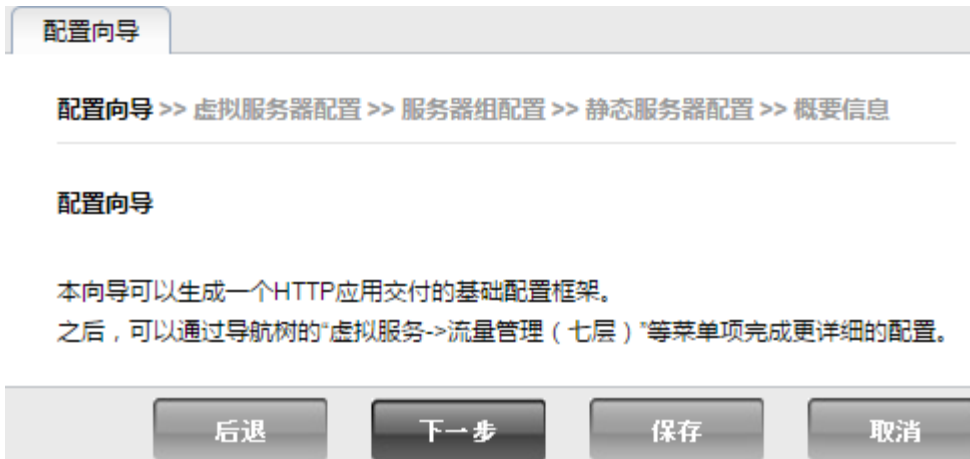 配置向导
配置向导 >> 虚拟服务器配置 >> 服务器组配置 >> 静态服务器配置 >> 概要信息
配置向导
本向导可以生成一个HTTP应用交付的基础配置框架。
之后，可以通过导航树的“虚拟服务->流量管理（七层）”等菜单项完成更详细的配置。
后退 下一步 保存 取消